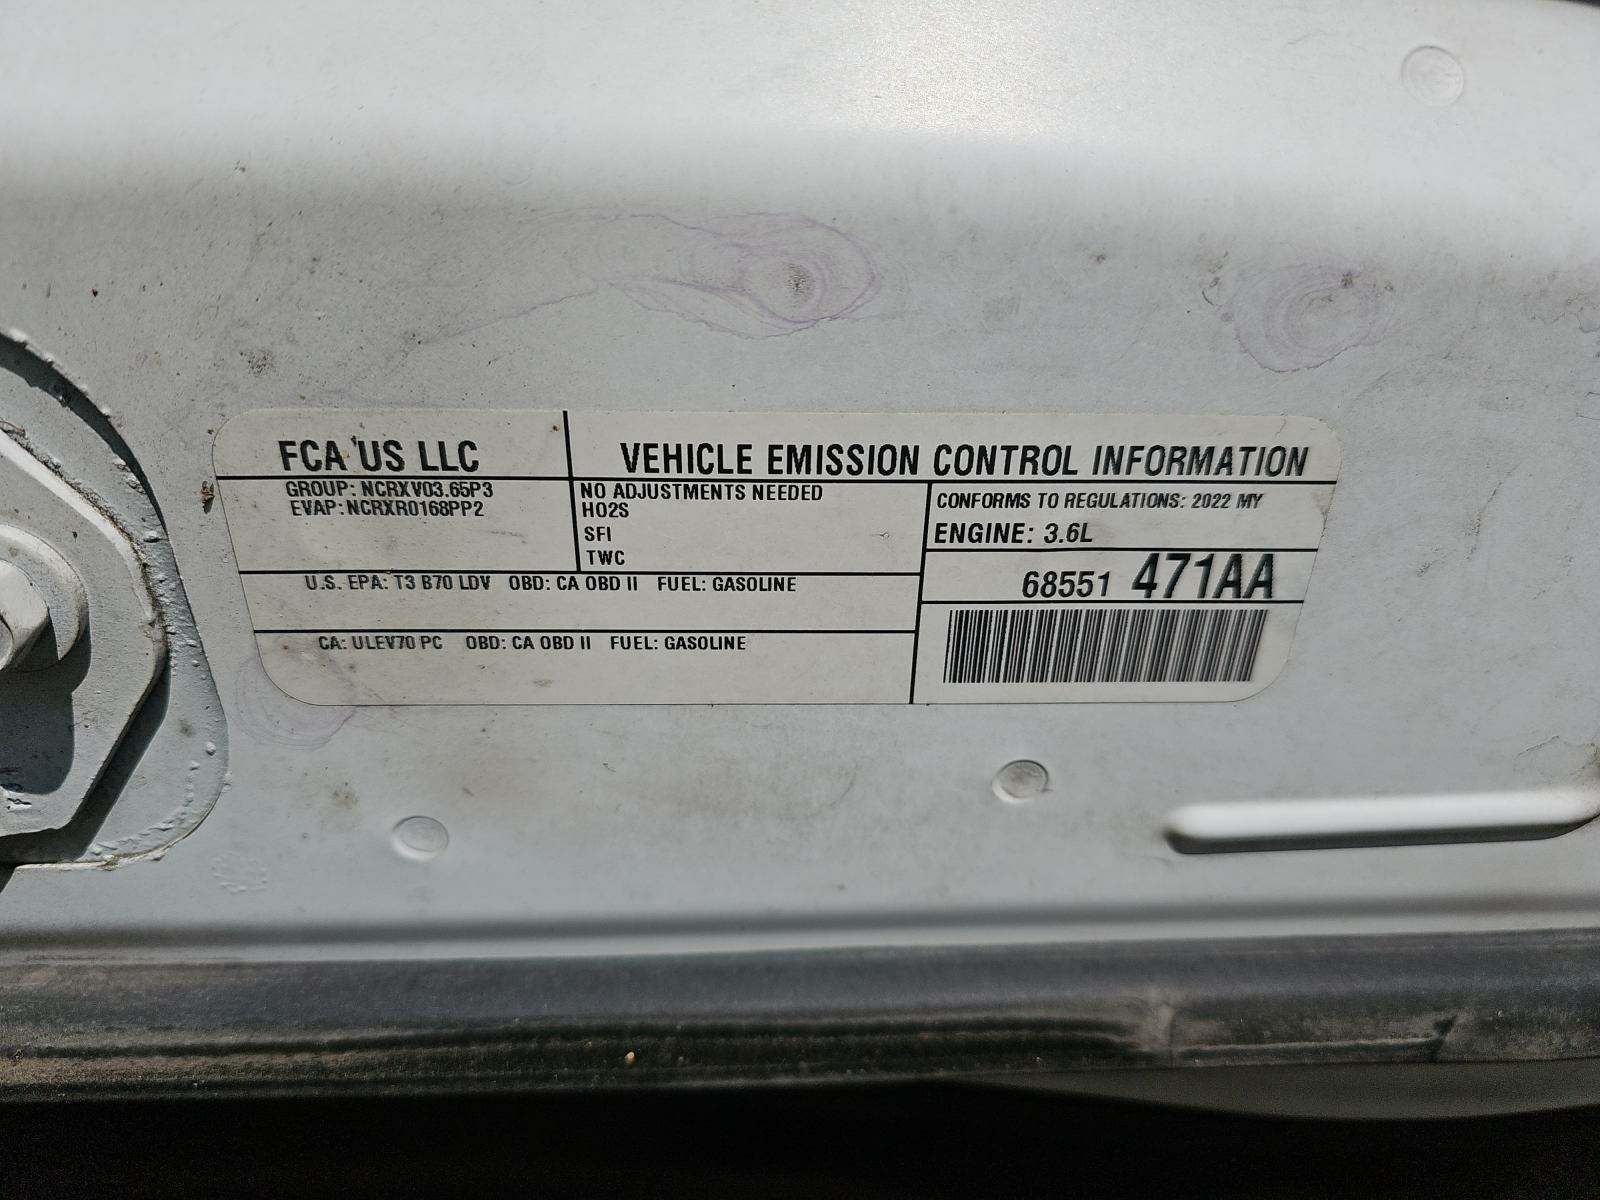 FCA US LLC
VEHICLE EMISSION CONTROL INFORMATION
GROUP: NCRXV03.65P3
EVAP: NCRXR0168PP2
NO ADJUSTMENTS NEEDED
HO2S
SFI
TWC
CONFORMS TO REGULATIONS: 2022 MY
ENGINE: 3.6L
68551 471AA
U.S. EPA: T3 B70 LDV OBD: CA OBD II FUEL: GASOLINE
CA: ULEV70 PC OBD: CA OBD II FUEL: GASOLINE